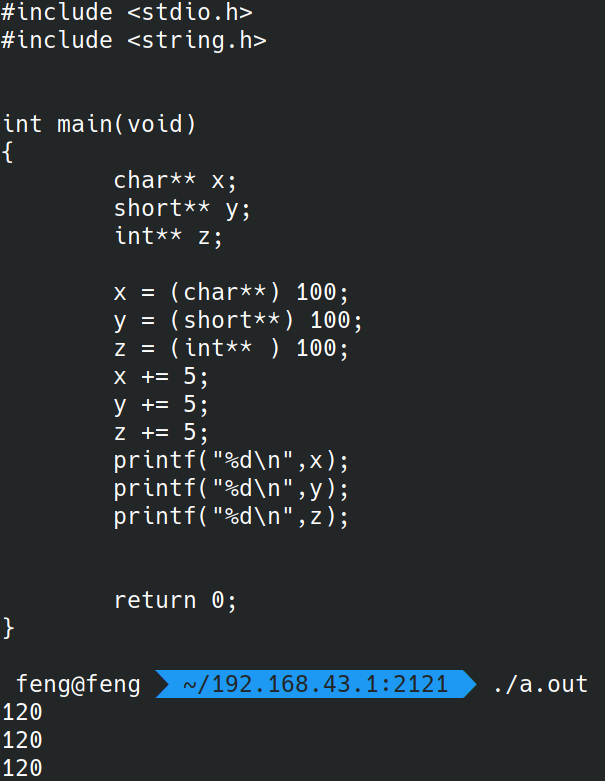 #include <stdio.h>
#include <string.h>
int main(void)
{
char** x;
short** y;
int** z;
x = (char**) 100;
y = (short**) 100;
z = (int** ) 100;
x += 5;
y += 5;
z += 5;
printf("%d\n",x);
printf("%d\n",y);
printf("%d\n",z);
return 0;
}
feng@feng ~/192.168.43.1:2121 ./a.out
120
120
120